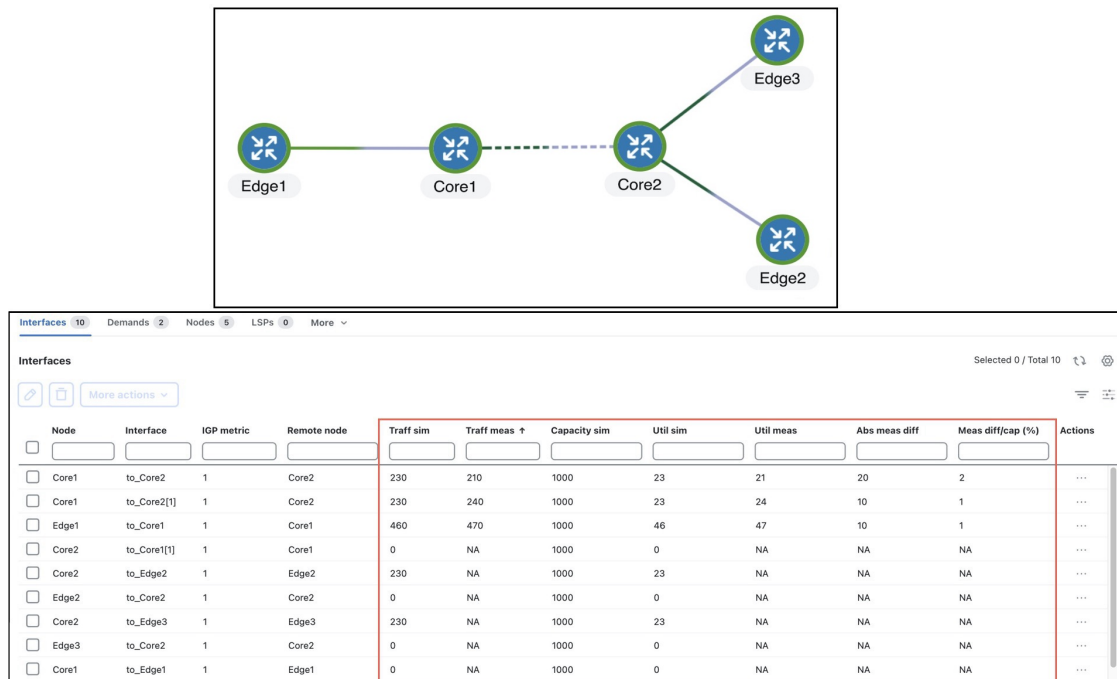 Edge3
Edge1
Core1
Core2
Edge2
Interfaces 10 Demands 2 Nodes 5 LSPs 0 More
Interfaces
Selected 0 / Total 10
More actions
Node Interface IGP metric Remote node Traff sim Traff meas ↑ Capacity sim Util sim Util meas Abs meas diff Meas diff/cap (%) Actions
Core1 to_Core2 1 Core2 230 210 1000 23 21 20 2 ...
Core1 to_Core2[1] 1 Core2 230 240 1000 23 24 10 1 ...
Edge1 to_Core1 1 Core1 460 470 1000 46 47 10 1 ...
Core2 to_Core1[1] 1 Core1 0 NA 1000 0 NA NA NA ...
Core2 to_Edge2 1 Edge2 230 NA 1000 23 NA NA NA ...
Edge2 to_Core2 1 Core2 0 NA 1000 0 NA NA NA ...
Core2 to_Edge3 1 Edge3 230 NA 1000 23 NA NA NA ...
Edge3 to_Core2 1 Core2 0 NA 1000 0 NA NA NA ...
Core1 to_Edge1 1 Edge1 0 NA 1000 0 NA NA NA ...